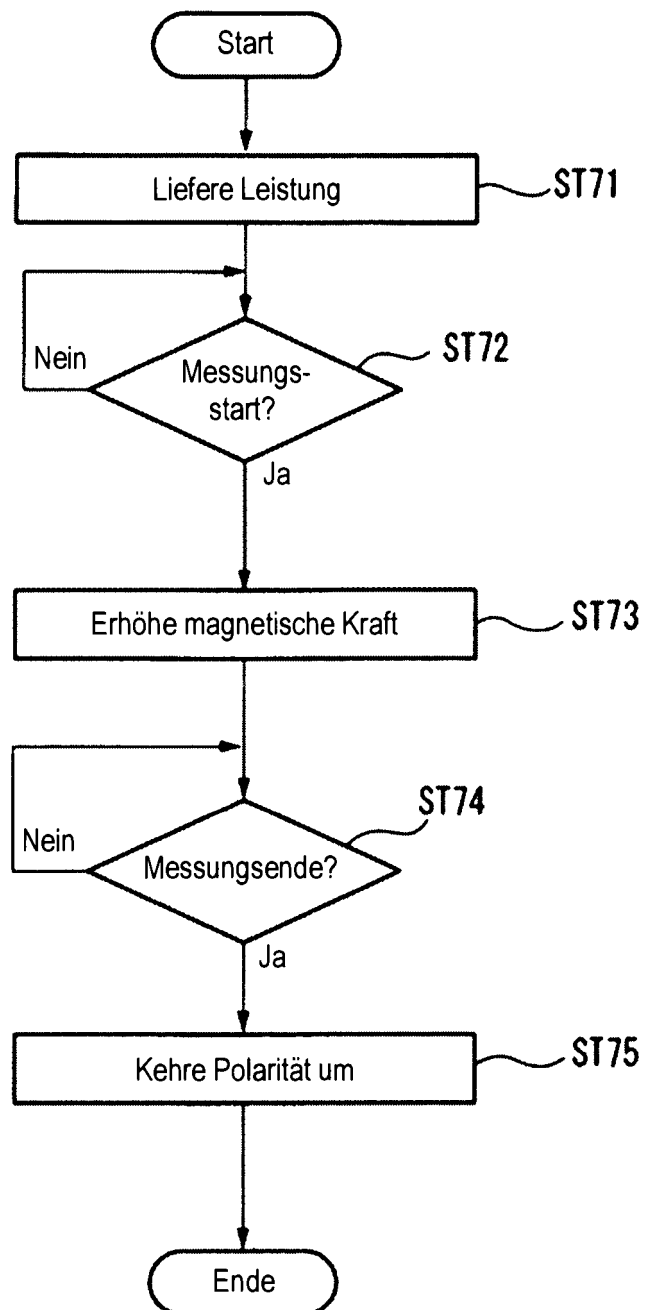 Start
Liefere Leistung
ST71
Nein
Messungs-
start?
ST72
Ja
Erhöhe magnetische Kraft
ST73
Nein
Messungsende?
ST74
Ja
Kehre Polarität um
ST75
Ende